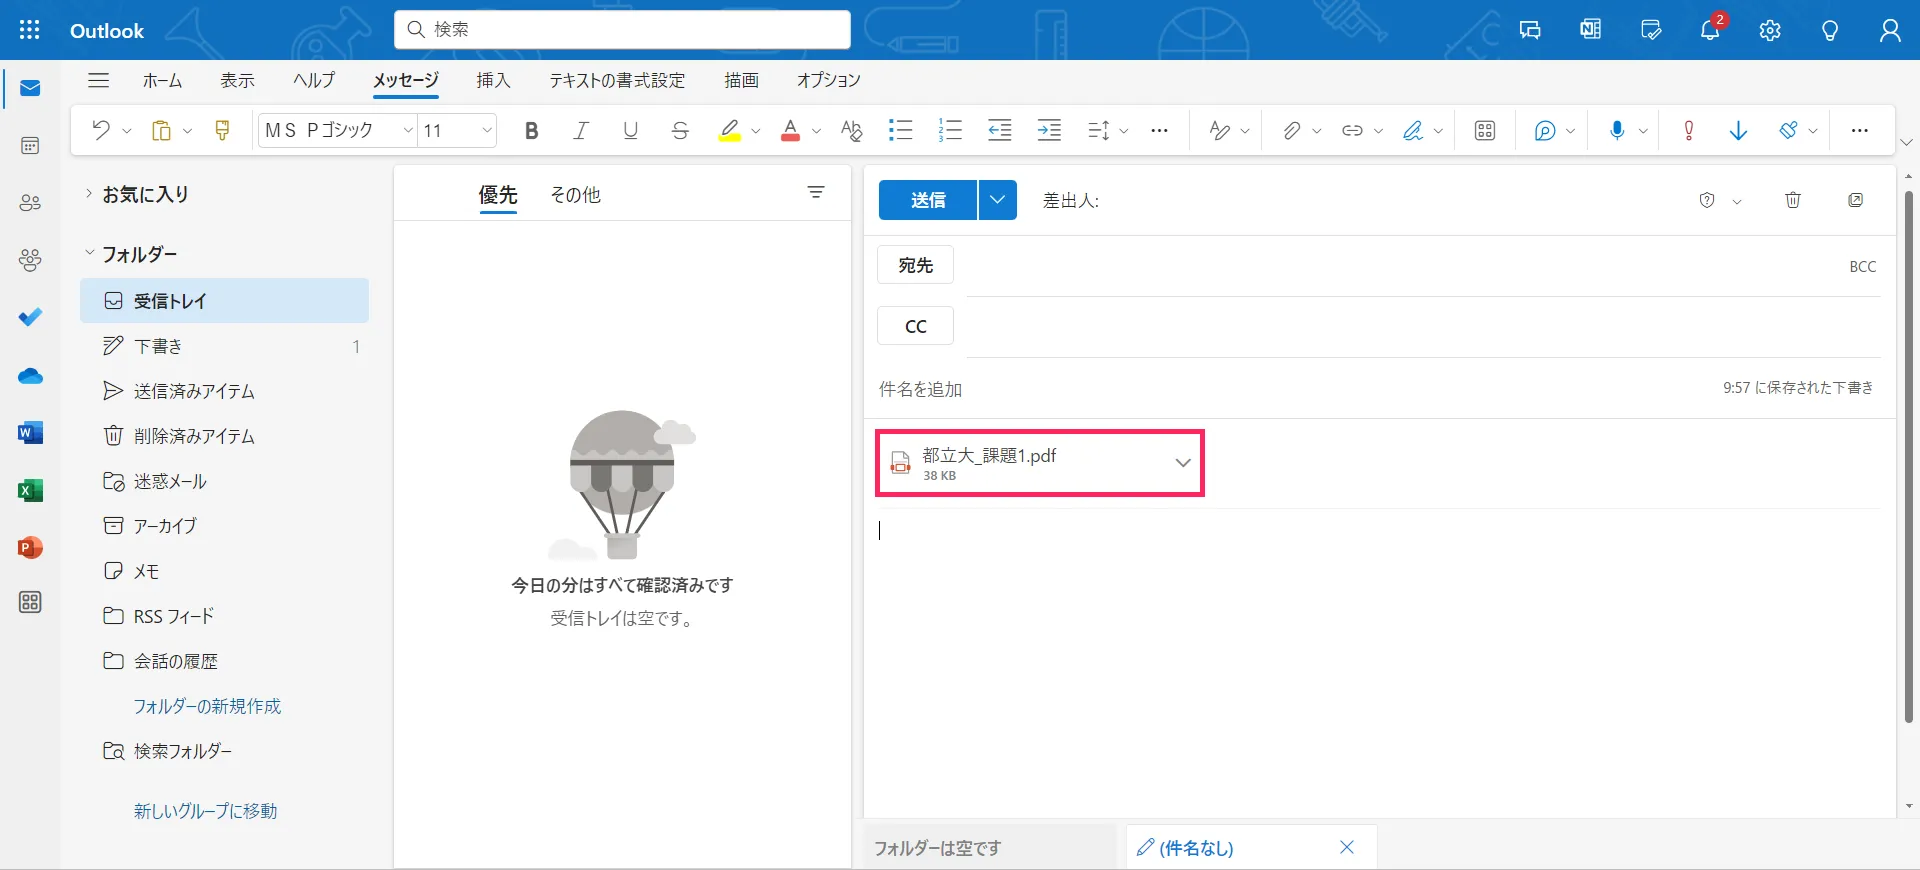 Outlook
検索
2
ホーム
表示
ヘルプ
メッセージ
挿入
テキストの書式設定
描画
オプション
ＭＳ Ｐゴシック
11
お気に入り
フォルダー
受信トレイ
下書き
1
送信済みアイテム
削除済みアイテム
迷惑メール
アーカイブ
メモ
RSS フィード
会話の履歴
フォルダーの新規作成
検索フォルダー
新しいグループに移動
優先
その他
今日の分はすべて確認済みです
受信トレイは空です。
送信
差出人:
宛先
BCC
CC
件名を追加
9:57 に保存された下書き
都立大_課題1.pdf
38 KB
フォルダーは空です
(件名なし)